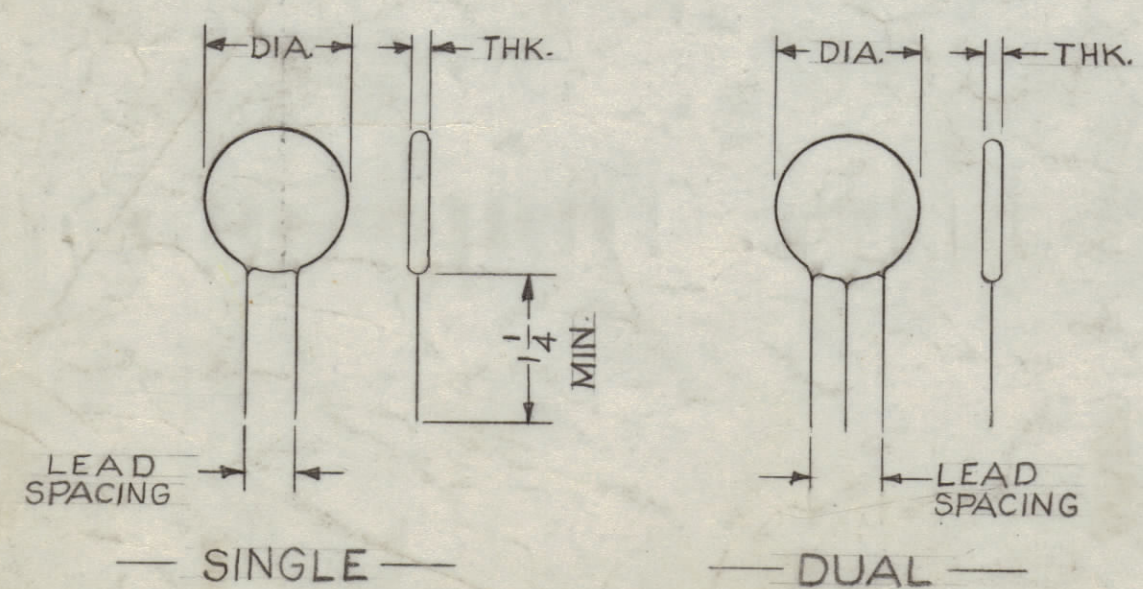 DIA. THK. DIA. THK.
1 1/4
MIN.
LEAD
SPACING
LEAD
SPACING
SINGLE DUAL